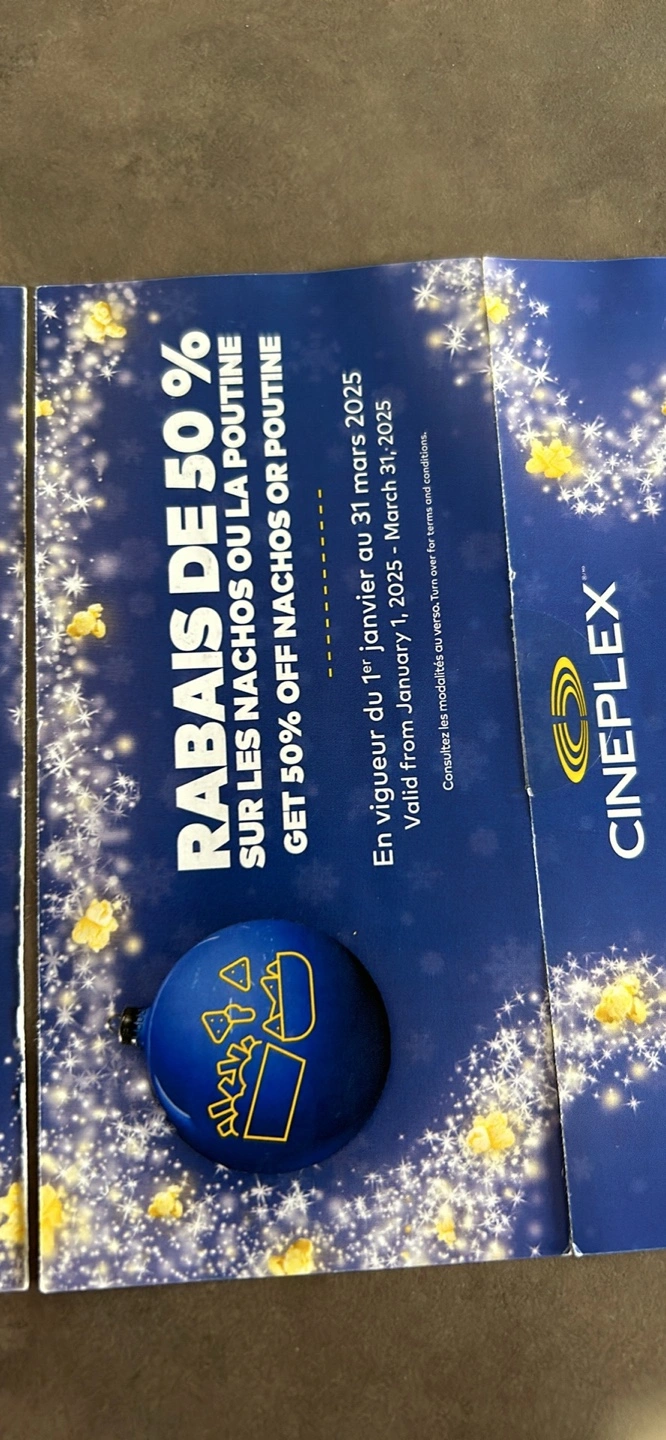 RABAIS DE 50 %
SUR LES NACHOS OU LA POUTINE
GET 50% OFF NACHOS OR POUTINE
En vigueur du 1er janvier au 31 mars 2025
Valid from January 1, 2025 - March 31, 2025
Consultez les modalités au verso. Turn over for terms and conditions.
CINEPLEX